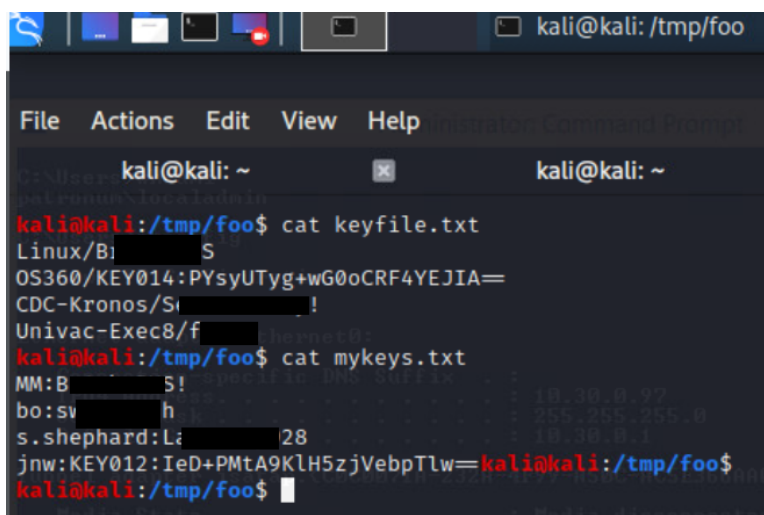 kali@kali: /tmp/foo
File Actions Edit View Help
kali@kali: ~ kali@kali: ~
kali@kali:/tmp/foo$ cat keyfile.txt
Linux/B S
OS360/KEY014:PYsyUTyg+wG0oCRF4YEJIA==
CDC-Kronos/S !
Univac-Exec8/f
kali@kali:/tmp/foo$ cat mykeys.txt
MM:B S!
bo:sw h
s.shephard:La 28
jnw:KEY012:IeD+PMtA9KlH5zjVebpTlw==kali@kali:/tmp/foo$
kali@kali:/tmp/foo$